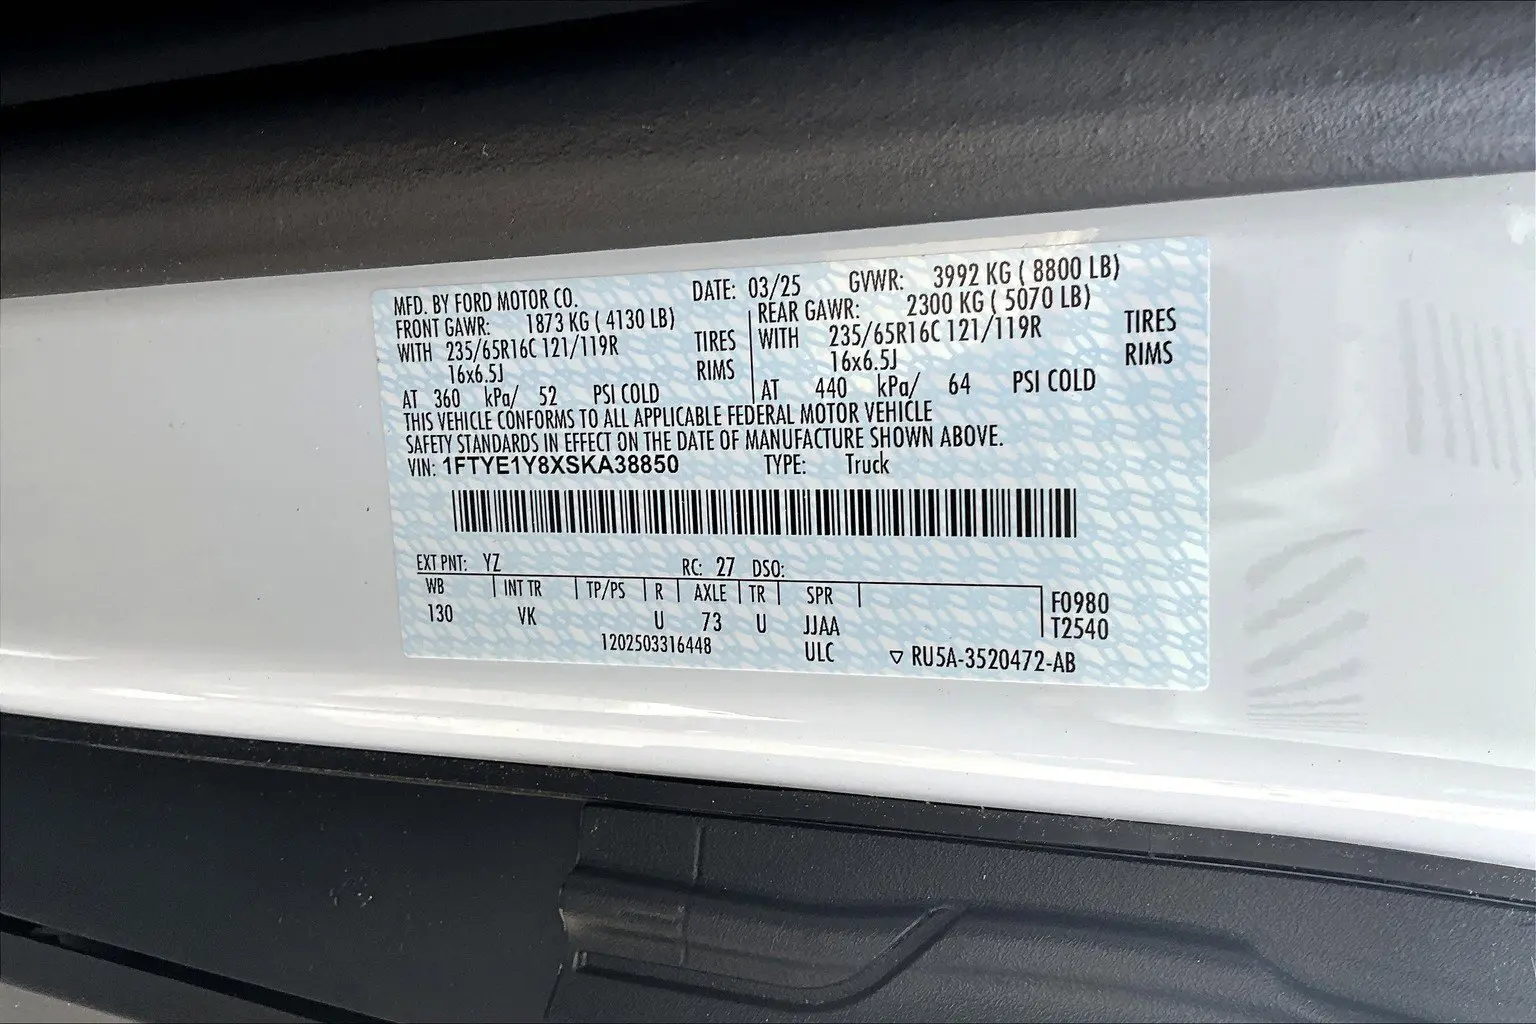 MFD. BY FORD MOTOR CO. DATE: 03/25 GVWR: 3992 KG ( 8800 LB)
FRONT GAWR: 1873 KG ( 4130 LB) REAR GAWR: 2300 KG ( 5070 LB)
WITH 235/65R16C 121/119R TIRES WITH 235/65R16C 121/119R TIRES
16x6.5J RIMS 16x6.5J RIMS
AT 360 kPa/ 52 PSI COLD AT 440 kPa/ 64 PSI COLD
THIS VEHICLE CONFORMS TO ALL APPLICABLE FEDERAL MOTOR VEHICLE
SAFETY STANDARDS IN EFFECT ON THE DATE OF MANUFACTURE SHOWN ABOVE.
VIN: 1FTYE1Y8XSKA38850 TYPE: Truck
EXT PNT: YZ RC: 27 DSO:
WB INT TR TP/PS R AXLE TR SPR F0980
130 VK U 73 U JJAA T2540
1202503316448 ULC ▽ RU5A-3520472-AB